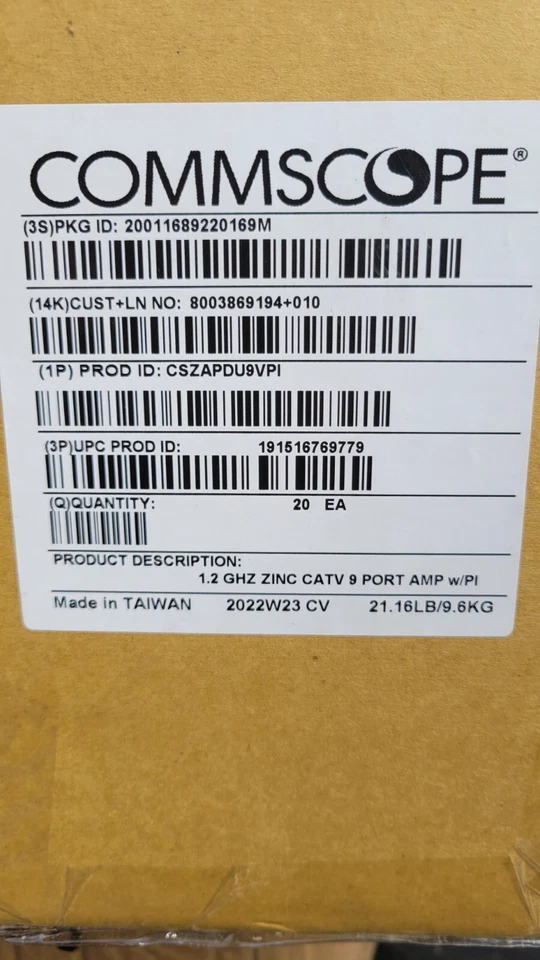 COMMSCOPE®
(3S)PKG ID: 20011689220169M
(14K)CUST+LN NO: 8003869194+010
(1P) PROD ID: CSZAPDU9VPI
(3P)UPC PROD ID: 191516769779
(Q)QUANTITY: 20 EA
PRODUCT DESCRIPTION:
1.2 GHZ ZINC CATV 9 PORT AMP w/PI
Made in TAIWAN 2022W23 CV 21.16LB/9.6KG